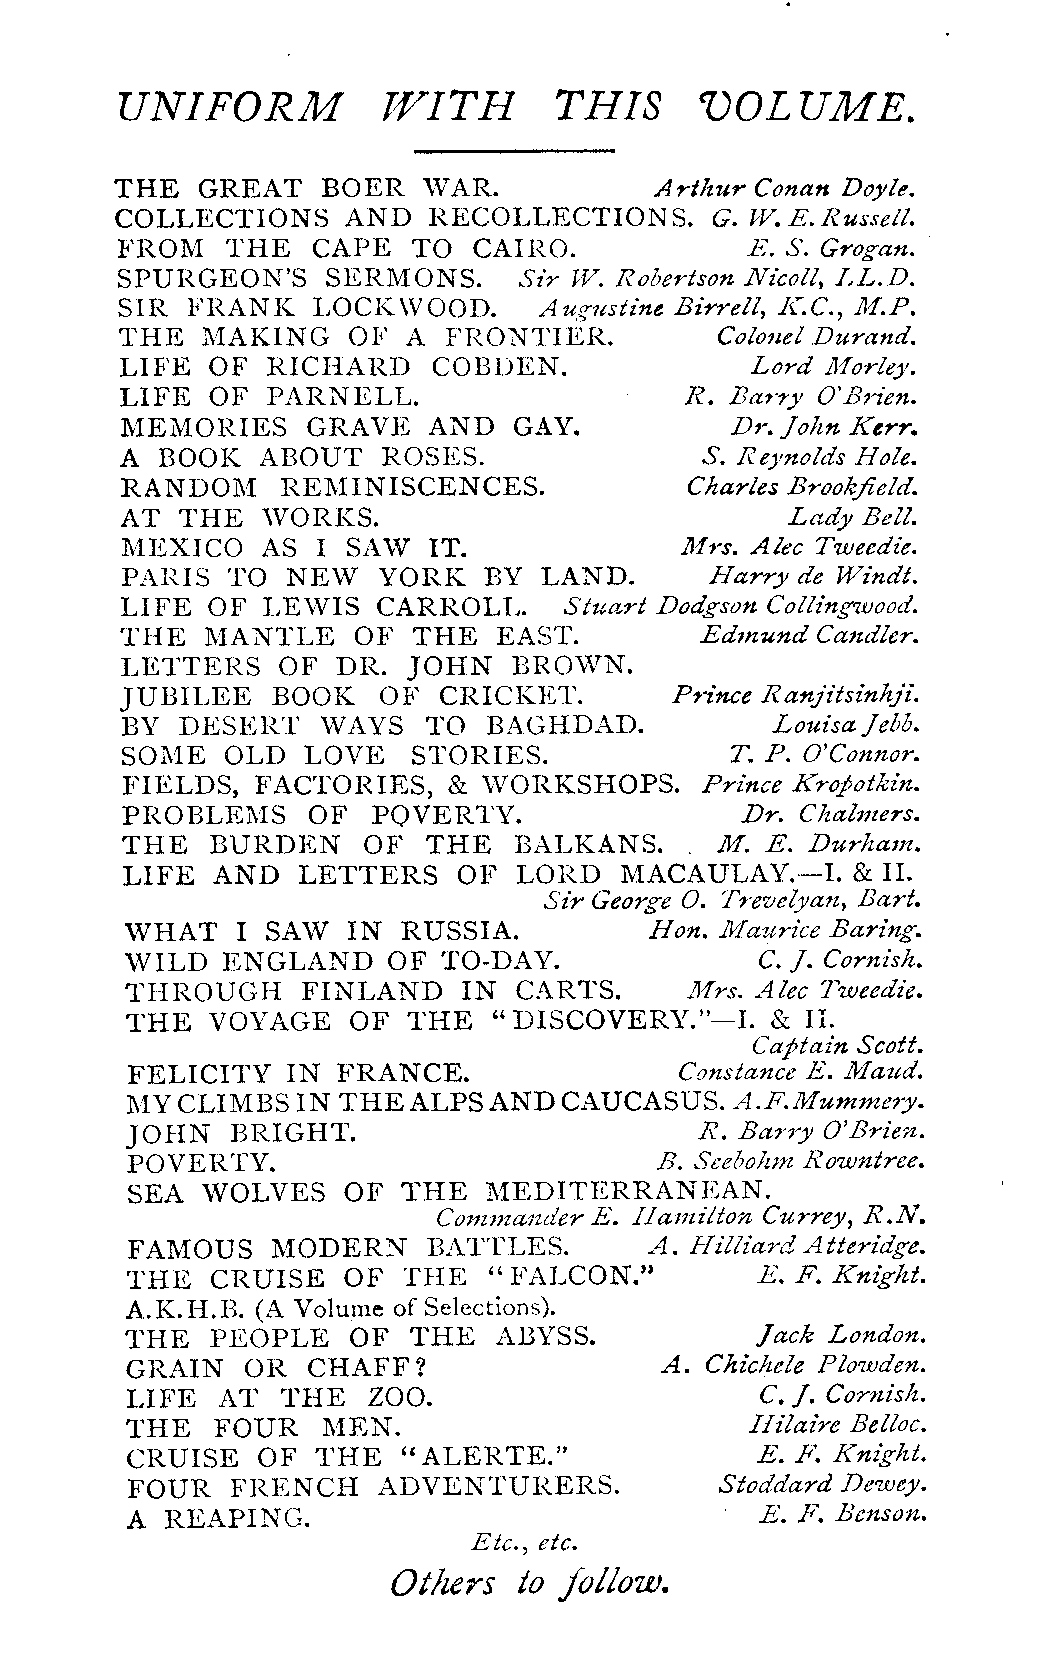 UNIFORM WITH THIS VOLUME.
THE GREAT BOER WAR. Arthur Conan Doyle.
COLLECTIONS AND RECOLLECTIONS. G. W. E. Russell.
FROM THE CAPE TO CAIRO. E. S. Grogan.
SPURGEON'S SERMONS. Sir W. Robertson Nicoll, LL.D.
SIR FRANK LOCKWOOD. Augustine Birrell, K.C., M.P.
THE MAKING OF A FRONTIER. Colonel Durand.
LIFE OF RICHARD COBDEN. Lord Morley.
LIFE OF PARNELL. R. Barry O'Brien.
MEMORIES GRAVE AND GAY. Dr. John Kerr.
A BOOK ABOUT ROSES. S. Reynolds Hole.
RANDOM REMINISCENCES. Charles Brookfield.
AT THE WORKS. Lady Bell.
MEXICO AS I SAW IT. Mrs. Alec Tweedie.
PARIS TO NEW YORK BY LAND. Harry de Windt.
LIFE OF LEWIS CARROLL. Stuart Dodgson Collingwood.
THE MANTLE OF THE EAST. Edmund Candler.
LETTERS OF DR. JOHN BROWN.
JUBILEE BOOK OF CRICKET. Prince Ranjitsinhji.
BY DESERT WAYS TO BAGHDAD. Louisa Jebb.
SOME OLD LOVE STORIES. T. P. O'Connor.
FIELDS, FACTORIES, & WORKSHOPS. Prince Kropotkin.
PROBLEMS OF POVERTY. Dr. Chalmers.
THE BURDEN OF THE BALKANS. M. E. Durham.
LIFE AND LETTERS OF LORD MACAULAY.—I. & II.
Sir George O. Trevelyan, Bart.
WHAT I SAW IN RUSSIA. Hon. Maurice Baring.
WILD ENGLAND OF TO-DAY. C. J. Cornish.
THROUGH FINLAND IN CARTS. Mrs. Alec Tweedie.
THE VOYAGE OF THE "DISCOVERY."—I. & II.
Captain Scott.
FELICITY IN FRANCE. Constance E. Maud.
MY CLIMBS IN THE ALPS AND CAUCASUS. A.F. Mummery.
JOHN BRIGHT. R. Barry O'Brien.
POVERTY. B. Seebohm Rowntree.
SEA WOLVES OF THE MEDITERRANEAN.
Commander E. Hamilton Currey, R.N.
FAMOUS MODERN BATTLES. A. Hilliard Atteridge.
THE CRUISE OF THE "FALCON." E. F. Knight.
A.K.H.B. (A Volume of Selections).
THE PEOPLE OF THE ABYSS. Jack London.
GRAIN OR CHAFF? A. Chichele Plowden.
LIFE AT THE ZOO. C. J. Cornish.
THE FOUR MEN. Hilaire Belloc.
CRUISE OF THE "ALERTE." E. F. Knight.
FOUR FRENCH ADVENTURERS. Stoddard Dewey.
A REAPING. E. F. Benson.
Etc., etc.
Others to follow.